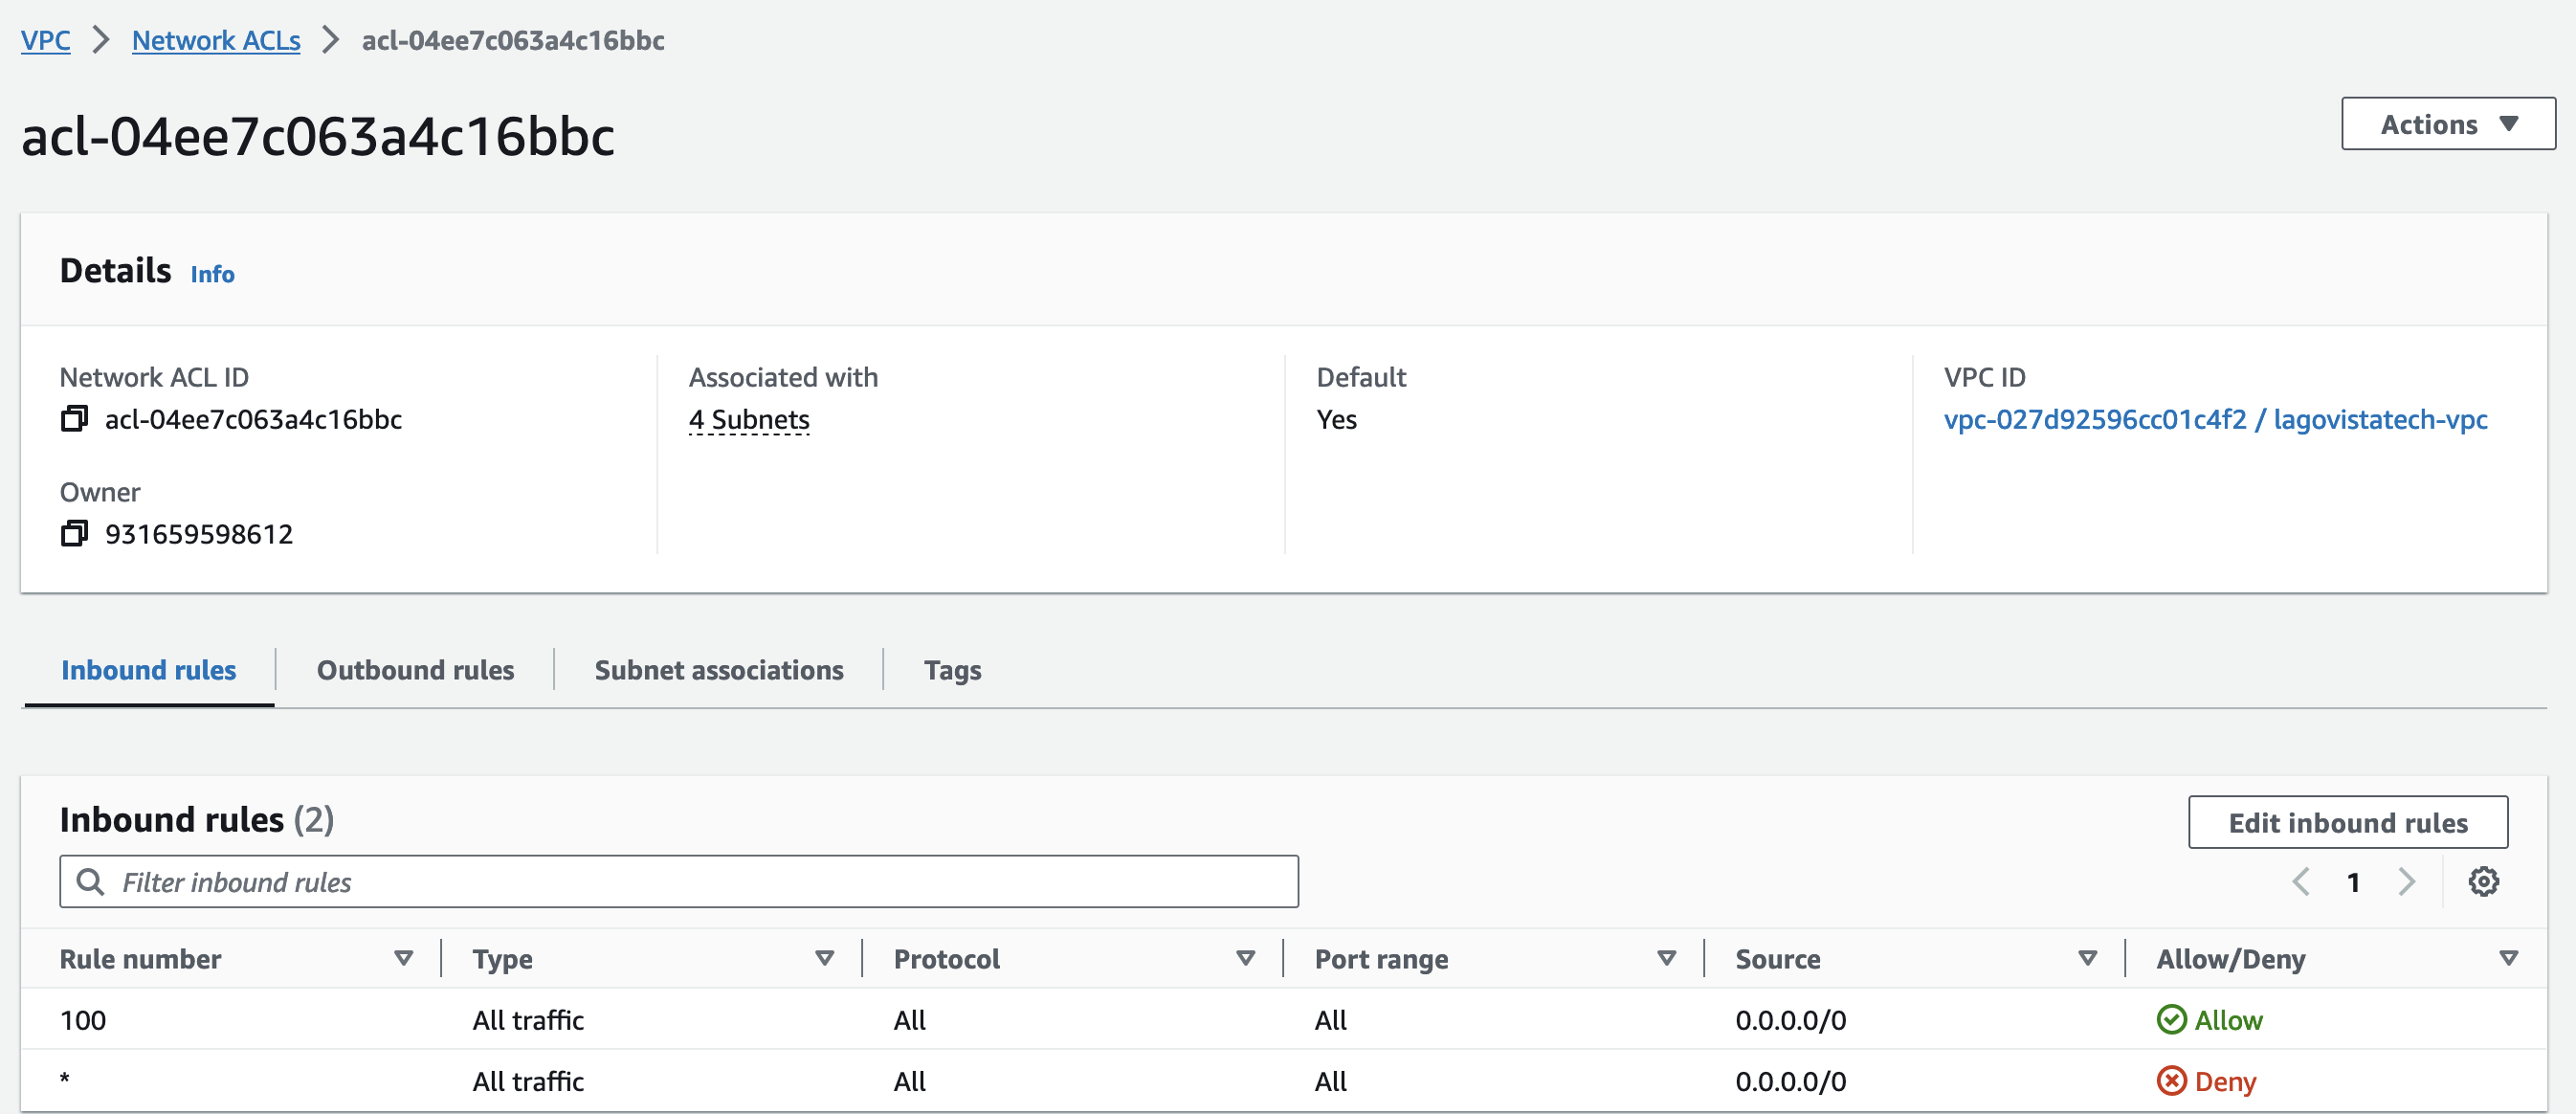 VPC > Network ACLs > acl-04ee7c063a4c16bbc
acl-04ee7c063a4c16bbc
Actions
Details Info
Network ACL ID Associated with Default VPC ID
acl-04ee7c063a4c16bbc 4 Subnets Yes vpc-027d92596cc01c4f2 / lagovistatech-vpc
Owner
931659598612
Inbound rules Outbound rules Subnet associations Tags
Inbound rules (2) Edit inbound rules
Filter inbound rules 1
Rule number Type Protocol Port range Source Allow/Deny
100 All traffic All All 0.0.0.0/0 Allow
* All traffic All All 0.0.0.0/0 Deny